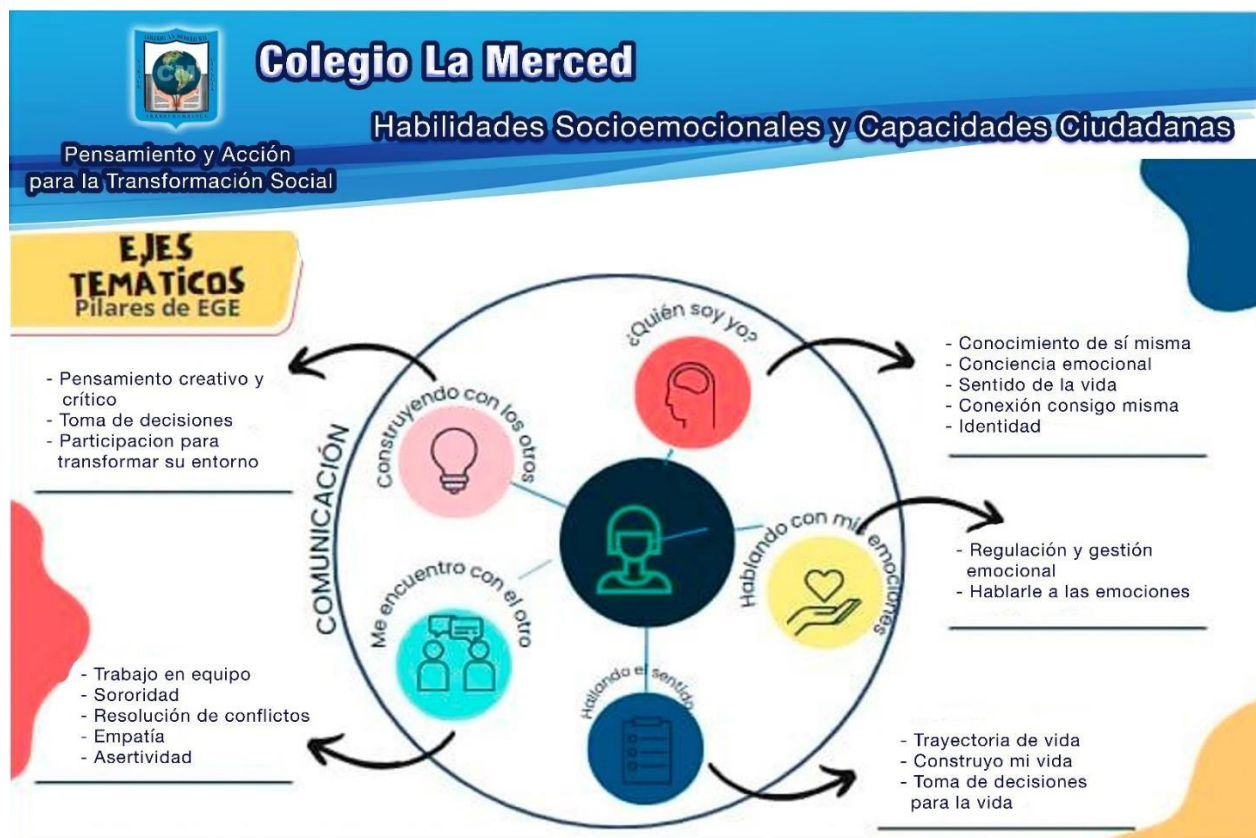 Colegio La Merced
Habilidades Socioemocionales y Capacidades Ciudadanas
CM
Pensamiento y Acción
para la Transformación Social
EJES
TEMÁTICOS
Pilares de EGE
- Pensamiento creativo y
crítico
- Toma de decisiones
- Participacion para
transformar su entorno
- Trabajo en equipo
- Sororidad
- Resolución de conflictos
- Empatía
- Asertividad
COMUNICACIÓN
¿Quién soy yo?
Construyendo con los otros
Hablando con mis emociones
Me encuentro con el otro
Hallando el sentido
- Conocimiento de sí misma
- Conciencia emocional
- Sentido de la vida
- Conexión consigo misma
- Identidad
- Regulación y gestión
emocional
- Hablarle a las emociones
- Trayectoria de vida
- Construyo mi vida
- Toma de decisiones
para la vida